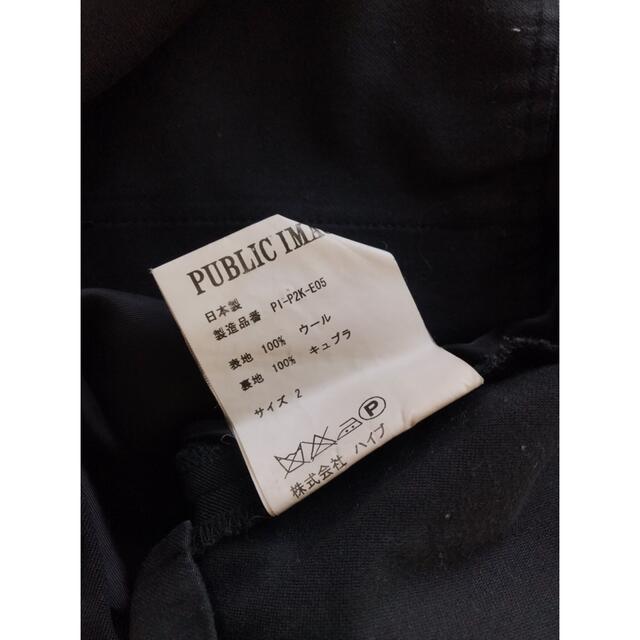 PUBLIC IMA
日本製
製造品番 PI-P2K-E05
表地 100% ウール
裏地 100% キュプラ
サイズ 2
P
株式会社 ハイブ